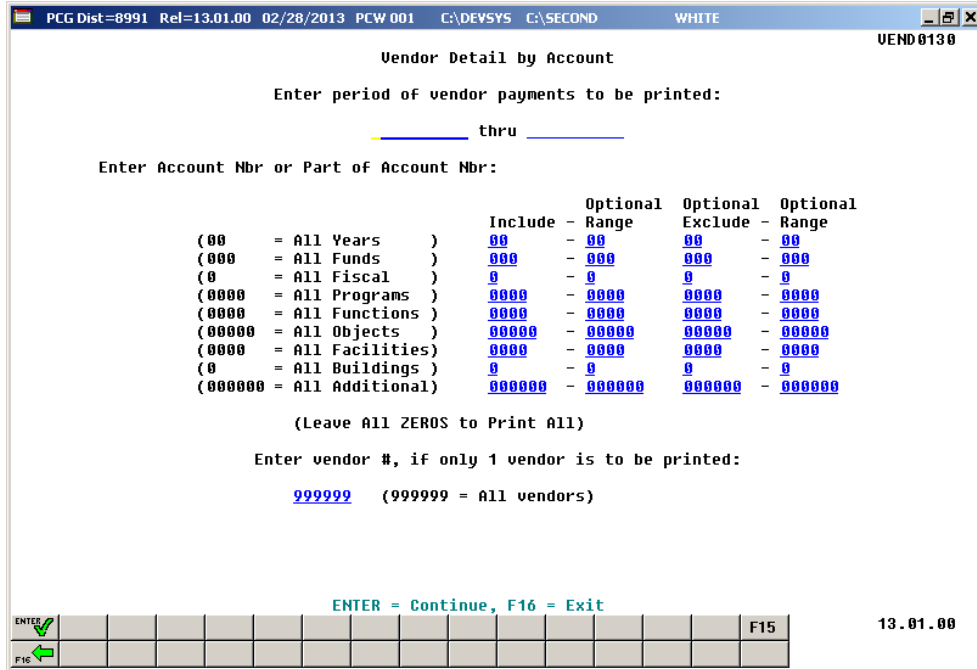 PCG Dist=8991 Rel=13.01.00 02/28/2013 PCW 001 C:\DEVSYS C:\SECOND WHITE
VEND0130
Vendor Detail by Account
Enter period of vendor payments to be printed:
__________ thru __________
Enter Account Nbr or Part of Account Nbr:
Optional Optional Optional
Include - Range Exclude - Range
(00 = All Years ) 00 - 00 00 - 00
(000 = All Funds ) 000 - 000 000 - 000
(0 = All Fiscal ) 0 - 0 0 - 0
(0000 = All Programs ) 0000 - 0000 0000 - 0000
(0000 = All Functions ) 0000 - 0000 0000 - 0000
(00000 = All Objects ) 00000 - 00000 00000 - 00000
(0000 = All Facilities) 0000 - 0000 0000 - 0000
(0 = All Buildings ) 0 - 0 0 - 0
(000000 = All Additional) 000000 - 000000 000000 - 000000
(Leave All ZEROS to Print All)
Enter vendor #, if only 1 vendor is to be printed:
999999 (999999 = All vendors)
ENTER = Continue, F16 = Exit
ENTER F15 13.01.00
F16